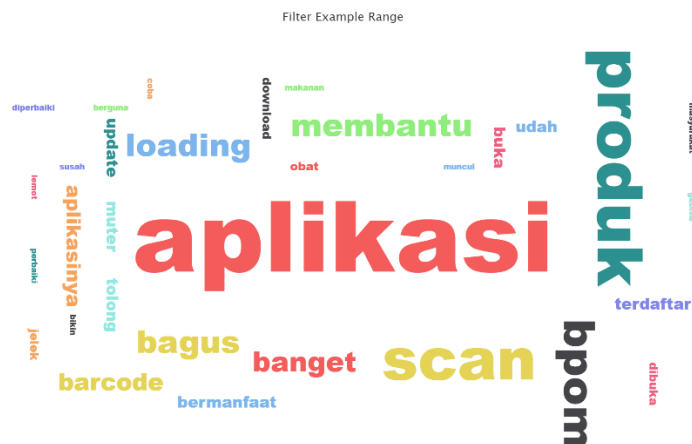 Filter Example Range
produk
coba
download
makanan
diperbaiki
berguna
update
membantu
udah
loading
buka
susah
obat
muncul
lemot
aplikasinya
muter
aplikasi
perbaiki
tolong
terdaftar
bikin
jelek
bagus
bpom
banget
scan
dibuka
barcode
bermanfaat